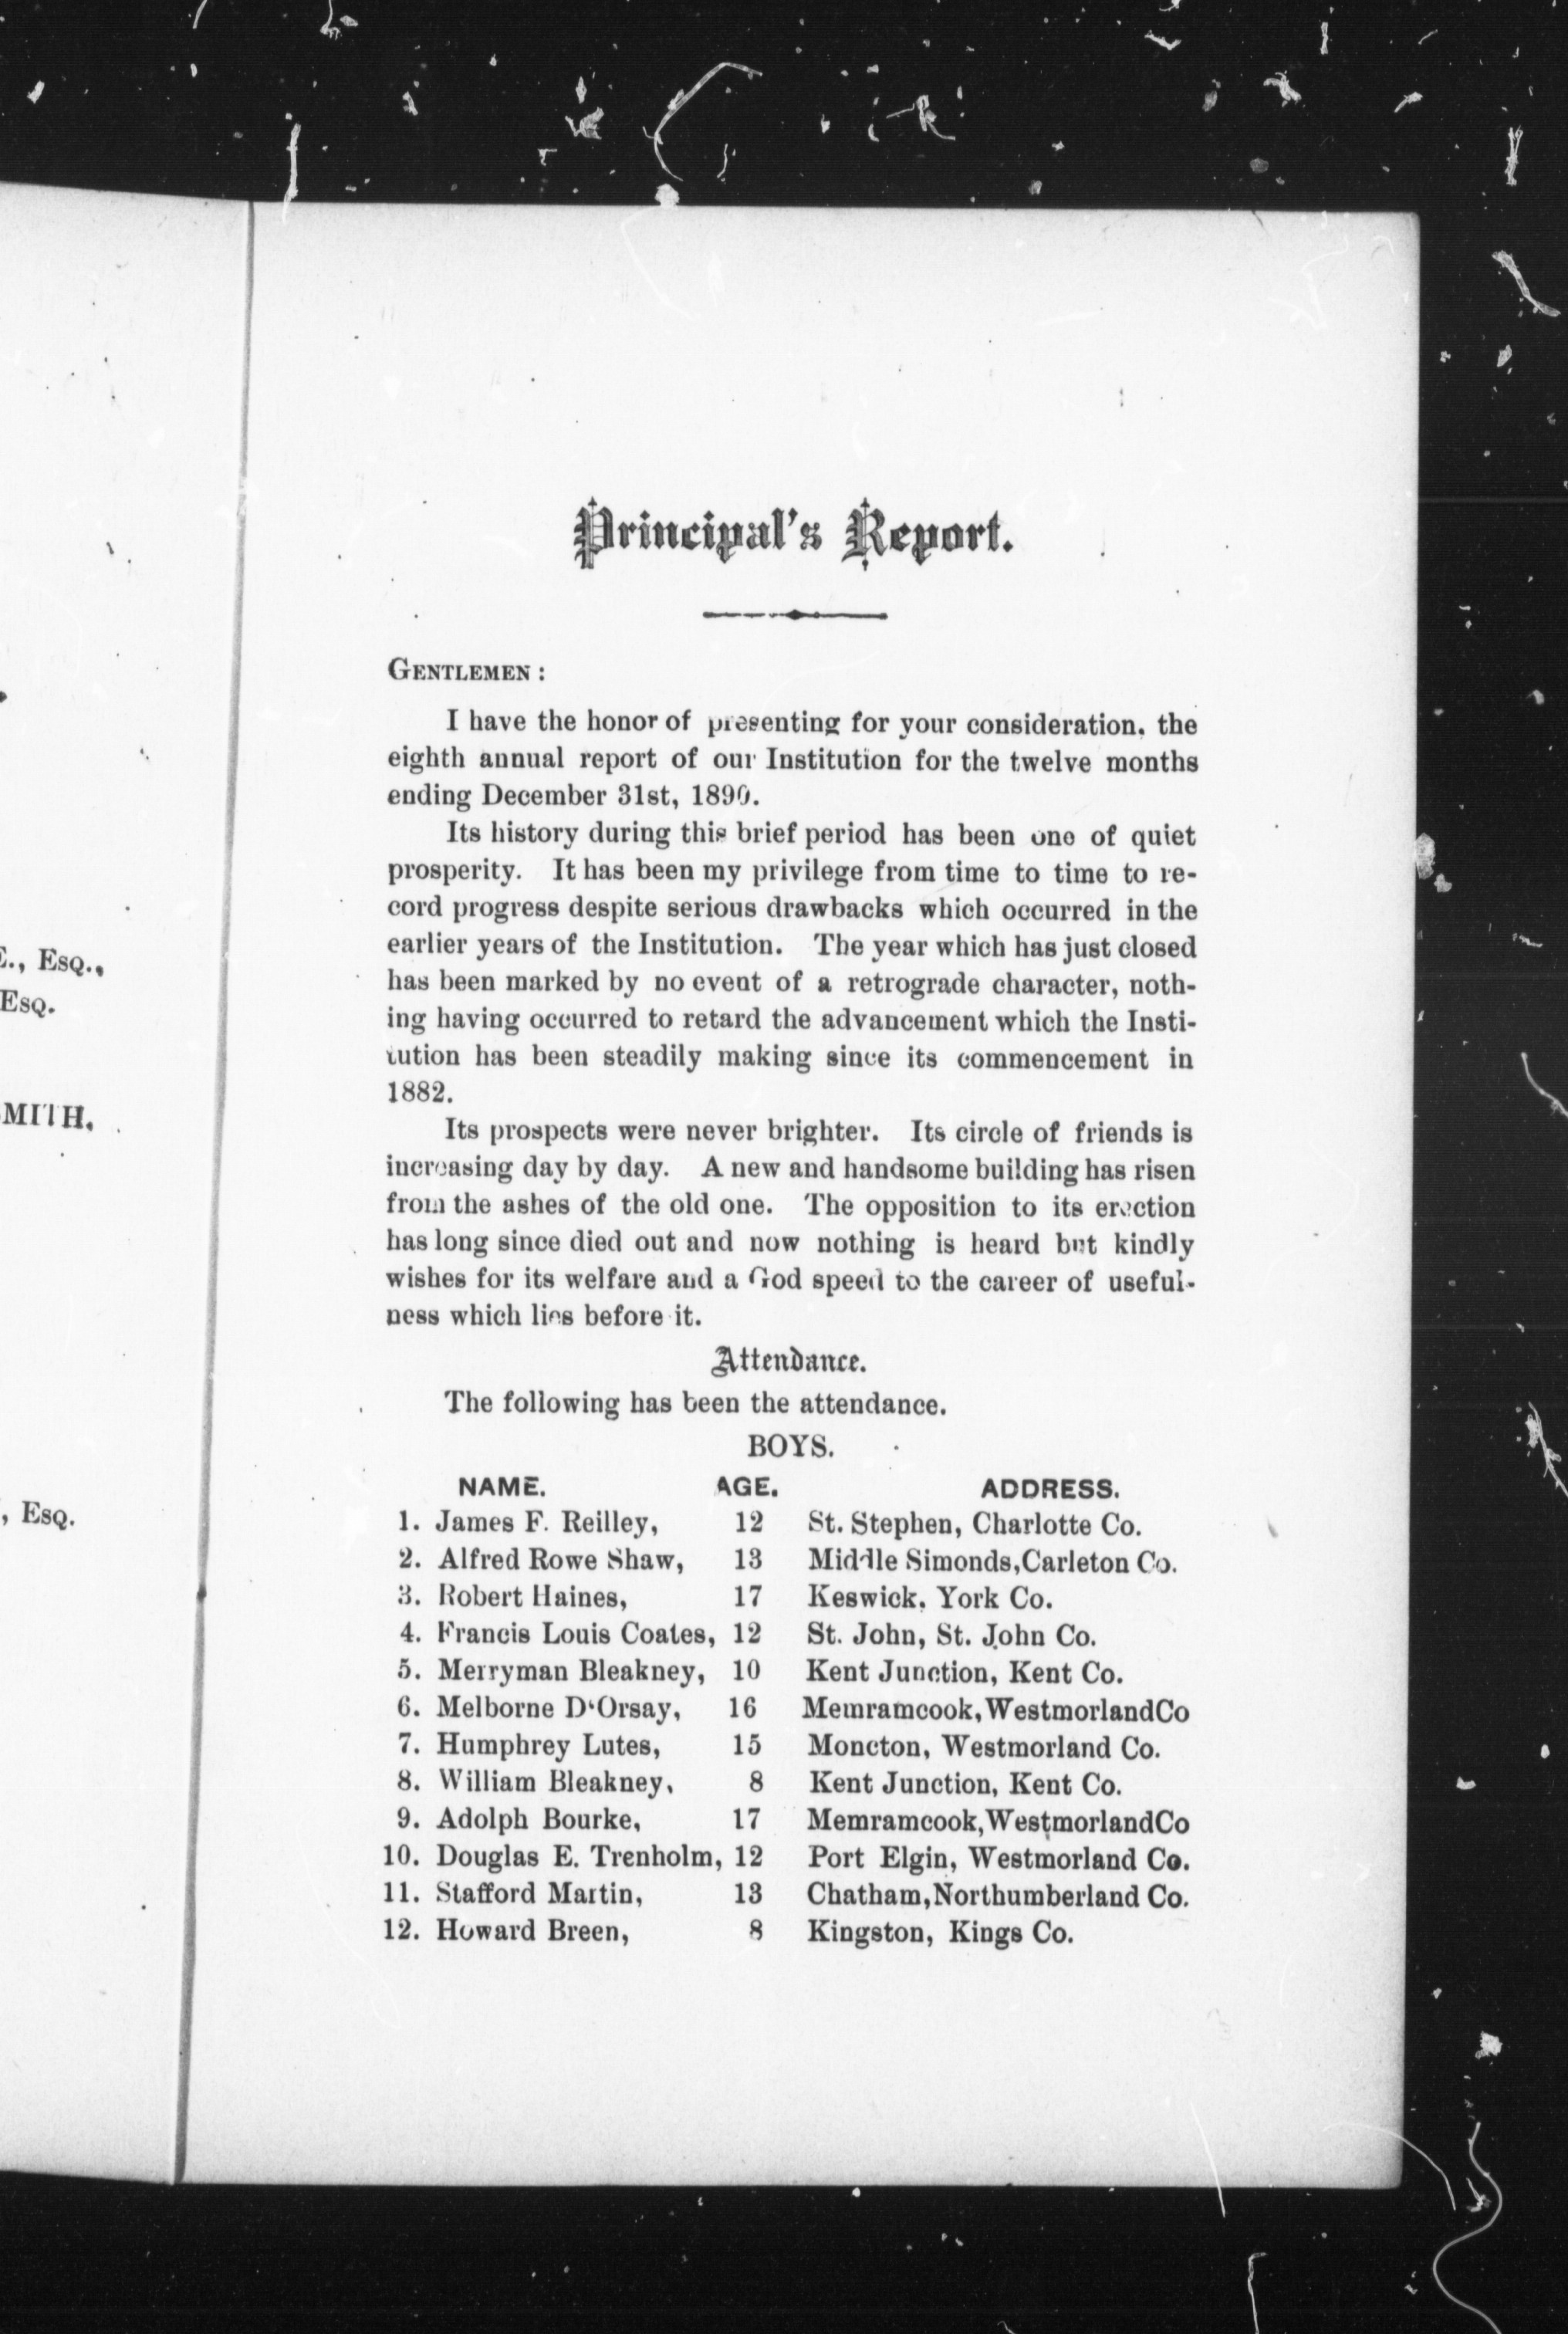 E., Esq.,
Esq.
SMITH.
, Esq.
Principal's Report.
GENTLEMEN :
I have the honor of presenting for your consideration, the
eighth annual report of our Institution for the twelve months
ending December 31st, 1890.
Its history during this brief period has been one of quiet
prosperity. It has been my privilege from time to time to re-
cord progress despite serious drawbacks which occurred in the
earlier years of the Institution. The year which has just closed
has been marked by no event of a retrograde character, noth-
ing having occurred to retard the advancement which the Insti-
tution has been steadily making since its commencement in
1882.
Its prospects were never brighter. Its circle of friends is
increasing day by day. A new and handsome building has risen
from the ashes of the old one. The opposition to its erection
has long since died out and now nothing is heard but kindly
wishes for its welfare and a God speed to the career of useful-
ness which lies before it.
Attendance.
The following has been the attendance.
BOYS.
NAME. AGE. ADDRESS.
1. James F. Reilley, 12 St. Stephen, Charlotte Co.
2. Alfred Rowe Shaw, 13 Middle Simonds,Carleton Co.
3. Robert Haines, 17 Keswick, York Co.
4. Francis Louis Coates, 12 St. John, St. John Co.
5. Merryman Bleakney, 10 Kent Junction, Kent Co.
6. Melborne D'Orsay, 16 Memramcook,WestmorlandCo
7. Humphrey Lutes, 15 Moncton, Westmorland Co.
8. William Bleakney, 8 Kent Junction, Kent Co.
9. Adolph Bourke, 17 Memramcook,WestmorlandCo
10. Douglas E. Trenholm, 12 Port Elgin, Westmorland Co.
11. Stafford Martin, 13 Chatham,Northumberland Co.
12. Howard Breen, 8 Kingston, Kings Co.